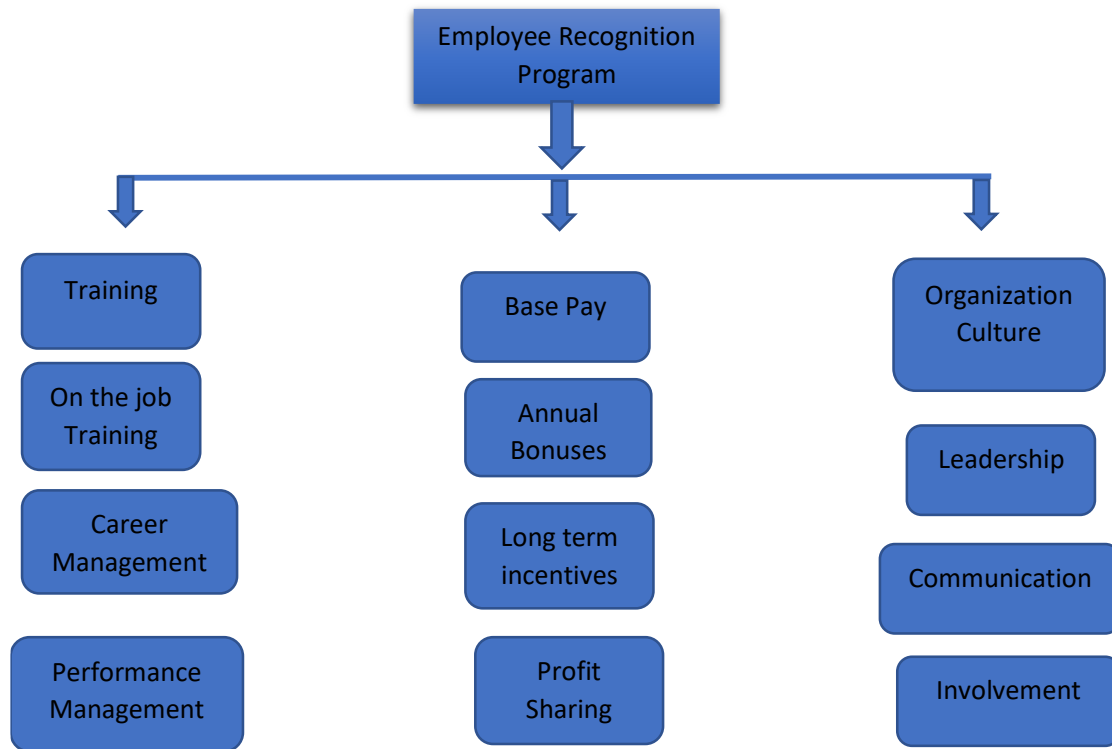 Employee Recognition
Program
Training
On the job
Training
Career
Management
Performance
Management
Base Pay
Annual
Bonuses
Long term
incentives
Profit
Sharing
Organization
Culture
Leadership
Communication
Involvement